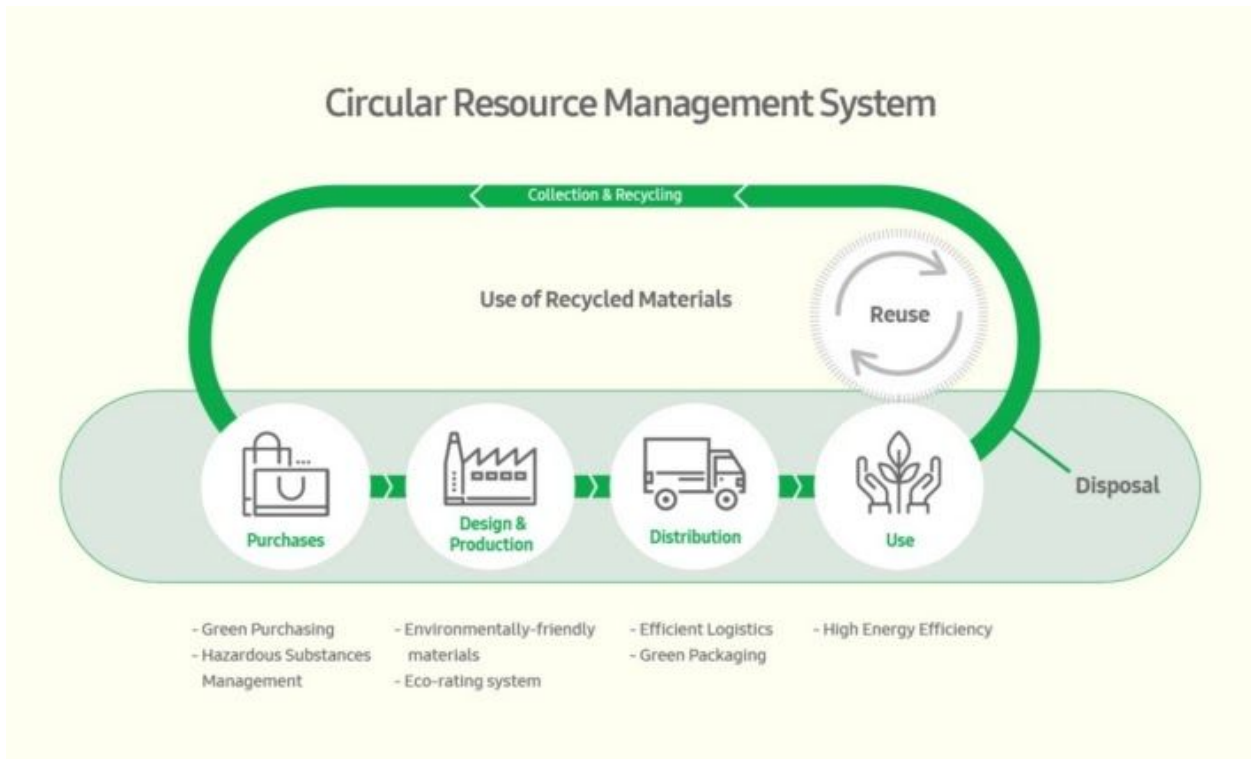 Circular Resource Management System
Collection & Recycling
Use of Recycled Materials
Reuse
Disposal
Purchases
Design &
Production
Distribution
Use
- Green Purchasing
- Hazardous Substances
Management
- Environmentally-friendly
materials
- Eco-rating system
- Efficient Logistics
- Green Packaging
- High Energy Efficiency